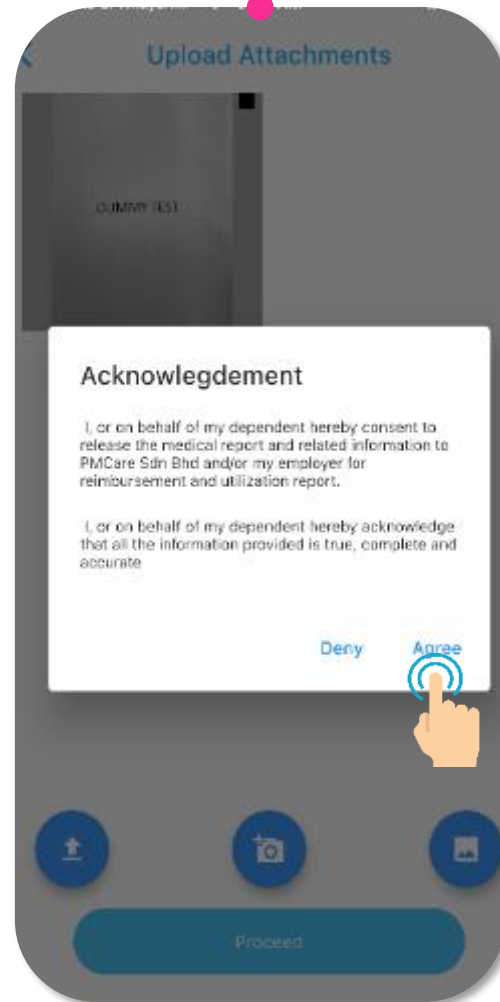 Upload Attachments
DUMMY TEST
Acknowlegdement
I, or on behalf of my dependent hereby consent to
release the medical report and related information to
PMCare Sdn Bhd and/or my employer for
reimbursement and utilization report.
I, or on behalf of my dependent hereby acknowledge
that all the information provided is true, complete and
accurate
Deny Agree
Proceed